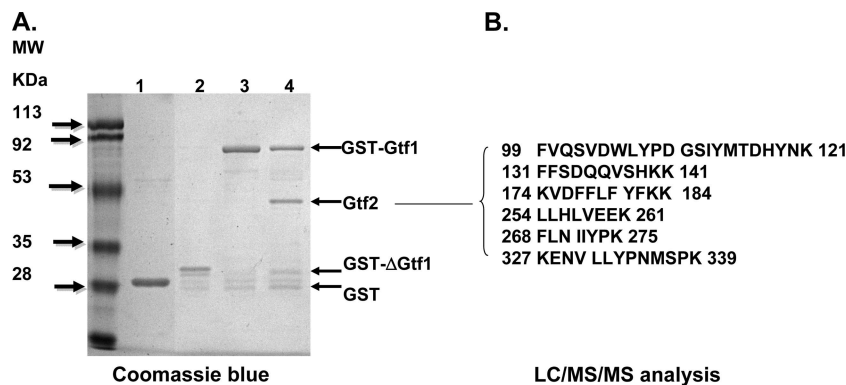 A.
B.
MW
KDa
1 2 3 4
113
92
53
35
28
GST-Gtf1
Gtf2
GST-ΔGtf1
GST
99 FVQSVDWLYPD GSIYMTDHYNK 121
131 FFSDQQVSHKK 141
174 KVDFFLF YFKK 184
254 LLHLVEEK 261
268 FLN IIYPK 275
327 KENV LLYPNMSPK 339
Coomassie blue
LC/MS/MS analysis